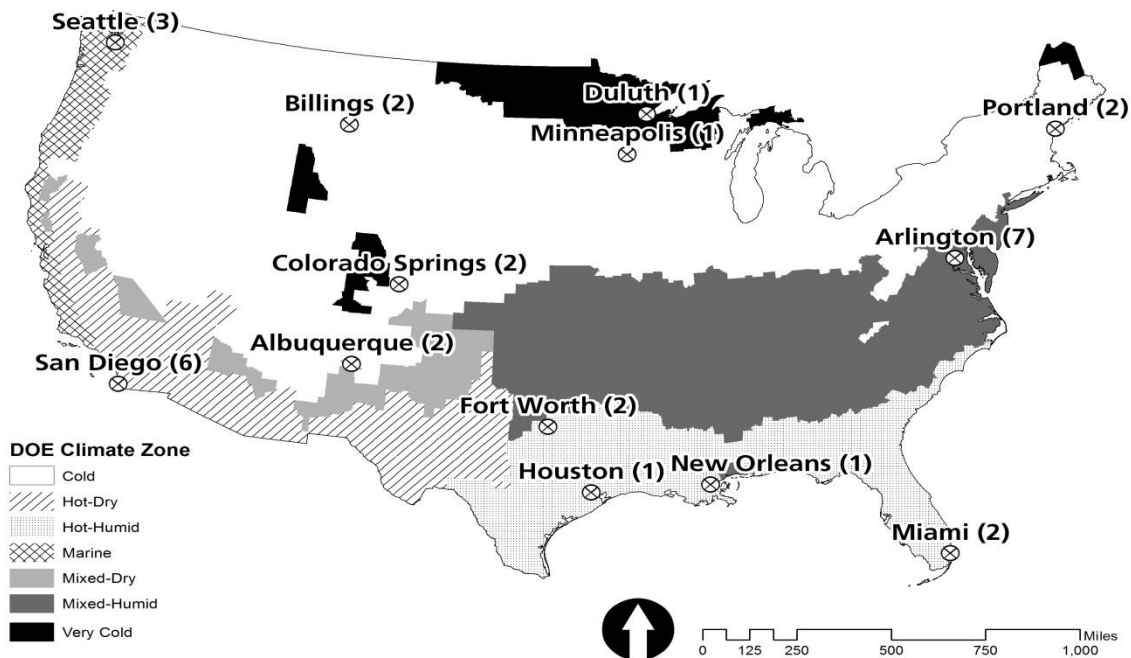 Seattle (3)
Billings (2)
Duluth (1)
Minneapolis (1)
Portland (2)
Arlington (7)
Colorado Springs (2)
Albuquerque (2)
San Diego (6)
Fort Worth (2)
Houston (1)
New Orleans (1)
Miami (2)
DOE Climate Zone
Cold
Hot-Dry
Hot-Humid
Marine
Mixed-Dry
Mixed-Humid
Very Cold
Miles
0 125 250 500 750 1,000